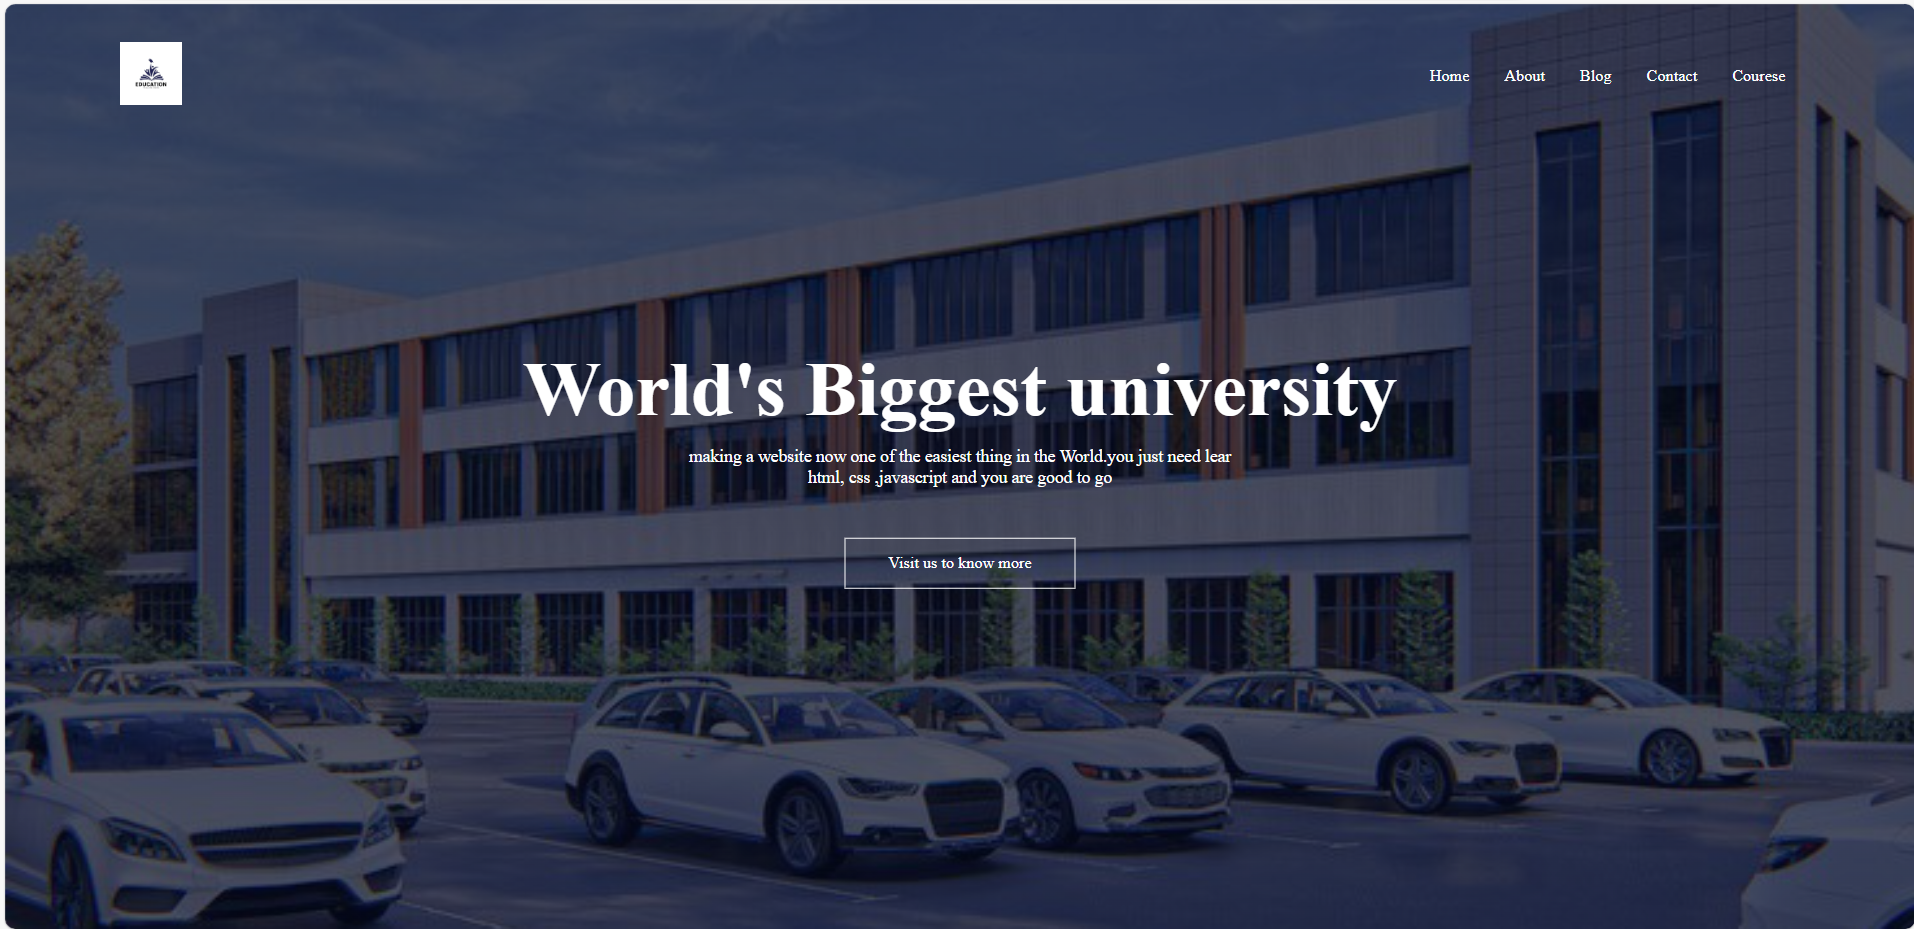 EDUCATION
Home About Blog Contact Courese
World's Biggest university
making a website now one of the easiest thing in the World.you just need lear
html, css ,javascript and you are good to go
Visit us to know more